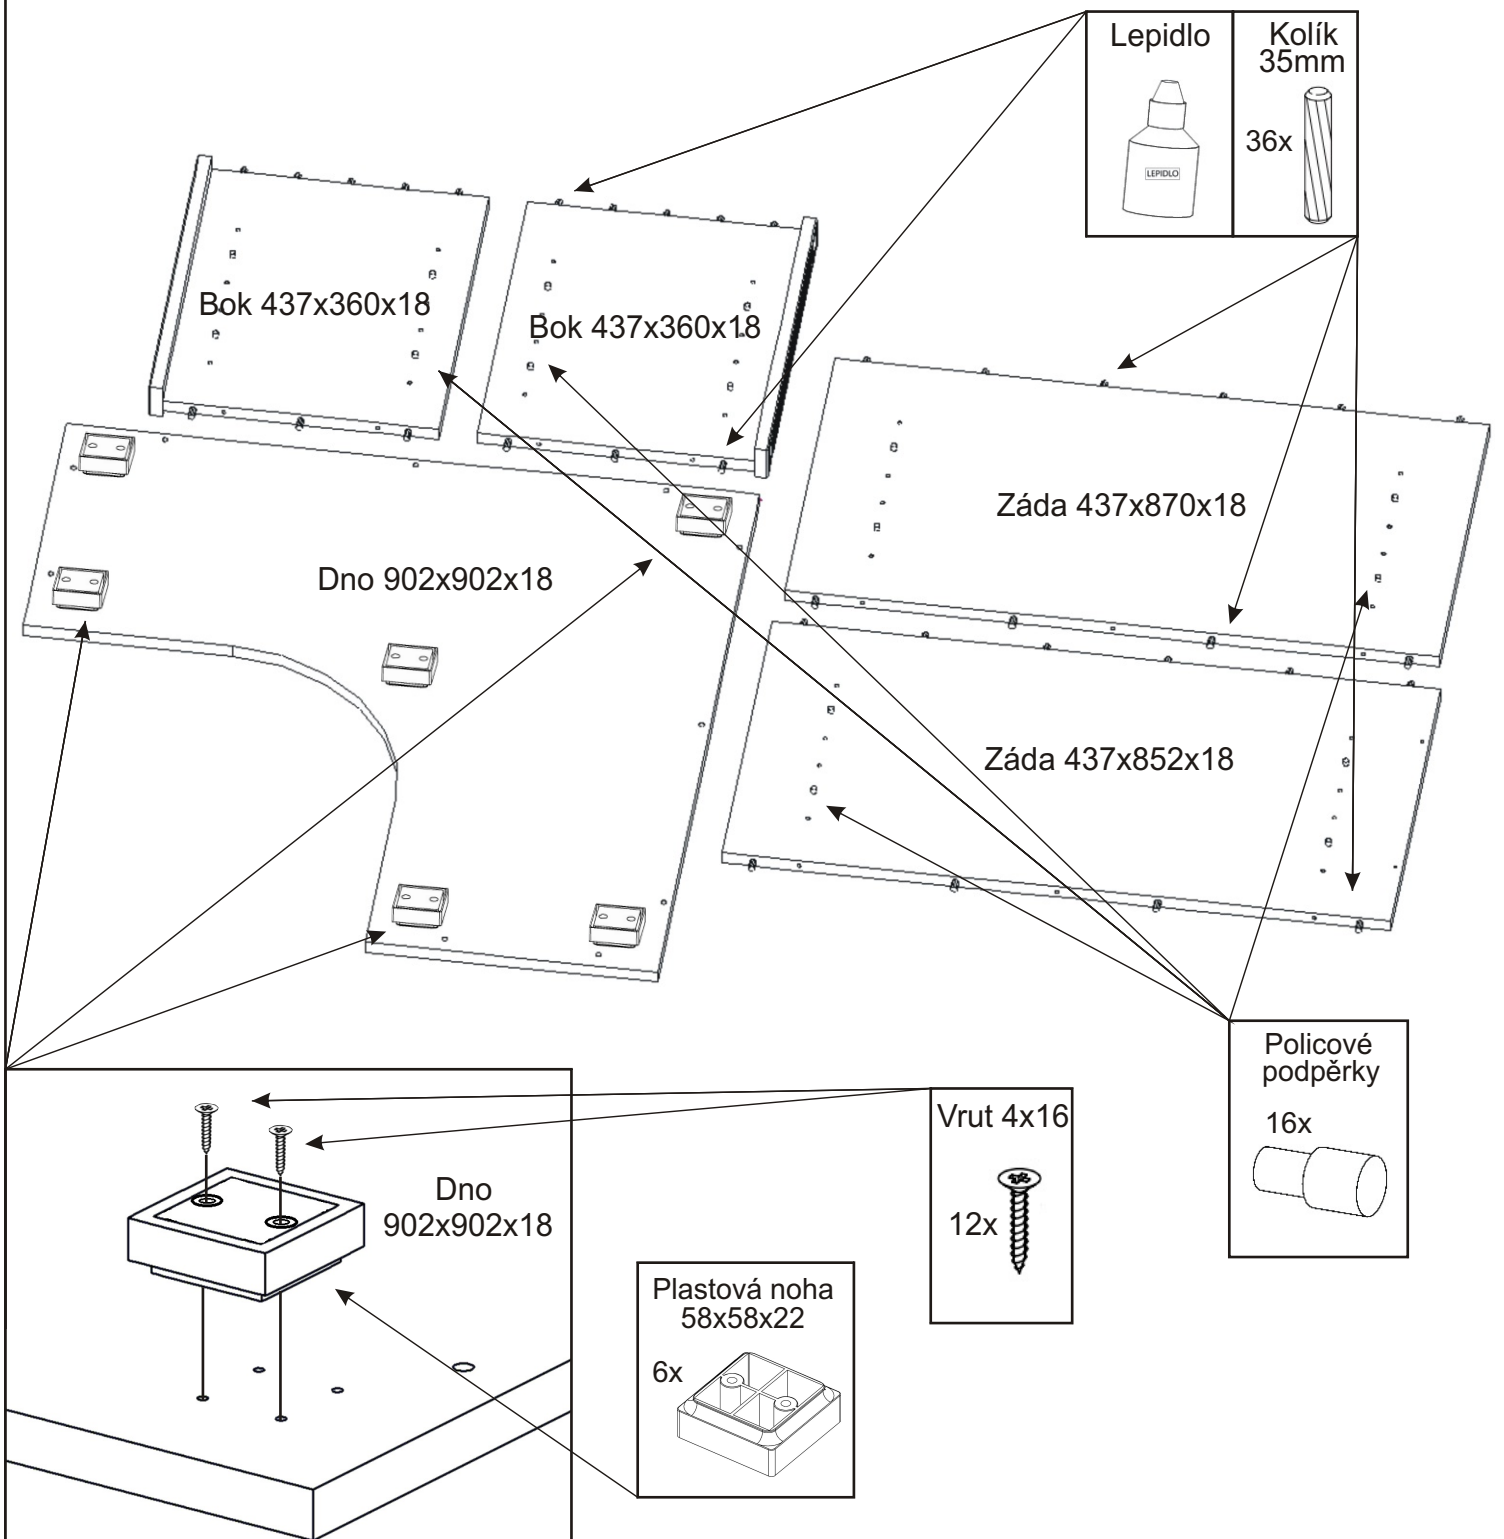 Lepidlo
LEPIDLO
Kolík
35mm
36x
Bok 437x360x18
Bok 437x360x18
Záda 437x870x18
Dno 902x902x18
Záda 437x852x18
Policové
podpěrky
16x
Vrut 4x16
12x
Dno
902x902x18
Plastová noha
58x58x22
6x